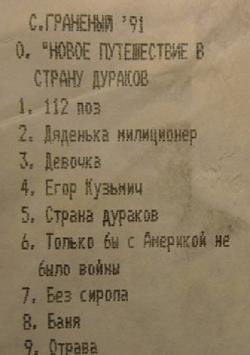 С.ГРАНЕНЫЙ '91
0. "НОВОЕ ПУТЕШЕСТВИЕ В
СТРАНУ ДУРАКОВ
1. 112 поз
2. Дяденька милиционер
3. Девочка
4. Егор Кузьмич
5. Страна дураков
6. Только бы с Америкой не
было войны
7. Без сиропа
8. Баня
9. Отрава